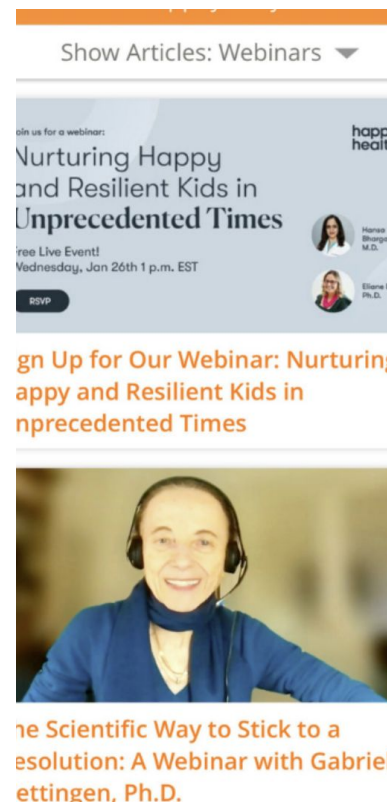 Show Articles: Webinars
oin us for a webinar:
Nurturing Happy
and Resilient Kids in
Unprecedented Times
ree Live Event!
Wednesday, Jan 26th 1 p.m. EST
RSVP
happ
healt
Hansa
Bhargav
M.D.
Eliane
Ph.D.
gn Up for Our Webinar: Nurturing
appy and Resilient Kids in
nprecedented Times
he Scientific Way to Stick to a
esolution: A Webinar with Gabriel
ettingen, Ph.D.